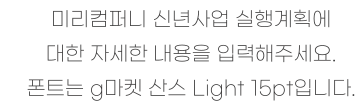 미리컴퍼니 신년사업 실행계획에
대한 자세한 내용을 입력해주세요.
폰트는 g마켓 산스 Light 15pt입니다.